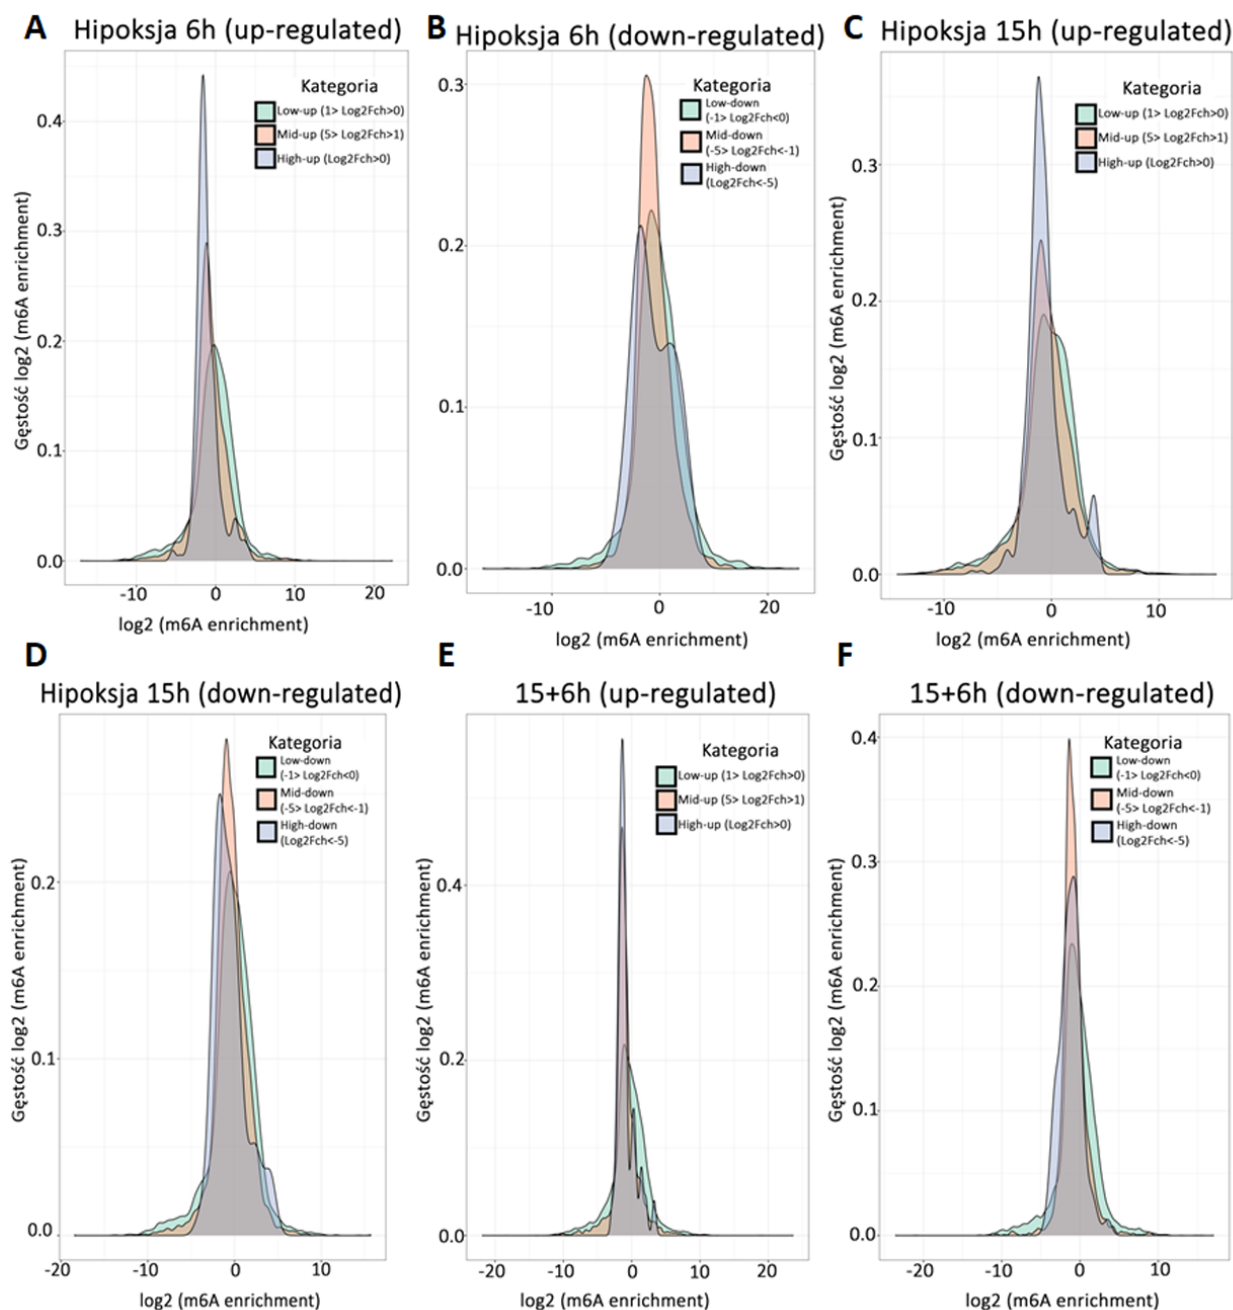 A
Hipoksja 6h (up-regulated)
Gęstość log2 (m6A enrichment)
0.4
0.3
0.2
0.1
0.0
Kategoria
Low-up (1> Log2Fch>0)
Mid-up (5> Log2Fch>1)
High-up (Log2Fch>0)
-10
0
10
20
log2 (m6A enrichment)
B
Hipoksja 6h (down-regulated)
0.3
0.2
0.1
0.0
Kategoria
Low-down
(-1> Log2Fch<0)
Mid-down
(-5> Log2Fch<-1)
High-down
(Log2Fch<-5)
-10
0
20
log2 (m6A enrichment)
C
Hipoksja 15h (up-regulated)
Gęstość log2 (m6A enrichment)
0.3
0.2
0.1
0.0
Kategoria
Low-up (1> Log2Fch>0)
Mid-up (5> Log2Fch>1)
High-up (Log2Fch>0)
-10
0
10
log2 (m6A enrichment)
D
Hipoksja 15h (down-regulated)
Gęstość log2 (m6A enrichment)
0.2
0.1
0.0
Kategoria
Low-down
(-1> Log2Fch<0)
Mid-down
(-5> Log2Fch<-1)
High-down
(Log2Fch<-5)
-20
-10
0
10
log2 (m6A enrichment)
E
15+6h (up-regulated)
Gęstość log2 (m6A enrichment)
0.4
0.2
0.0
Kategoria
Low-up (1> Log2Fch>0)
Mid-up (5> Log2Fch>1)
High-up (Log2Fch>0)
-20
-10
0
10
20
log2 (m6A enrichment)
F
15+6h (down-regulated)
Gęstość log2 (m6A enrichment)
0.4
0.3
0.2
0.1
0.0
Kategoria
Low-down
(-1> Log2Fch<0)
Mid-down
(-5> Log2Fch<-1)
High-down
(Log2Fch<-5)
-20
-10
0
10
log2 (m6A enrichment)